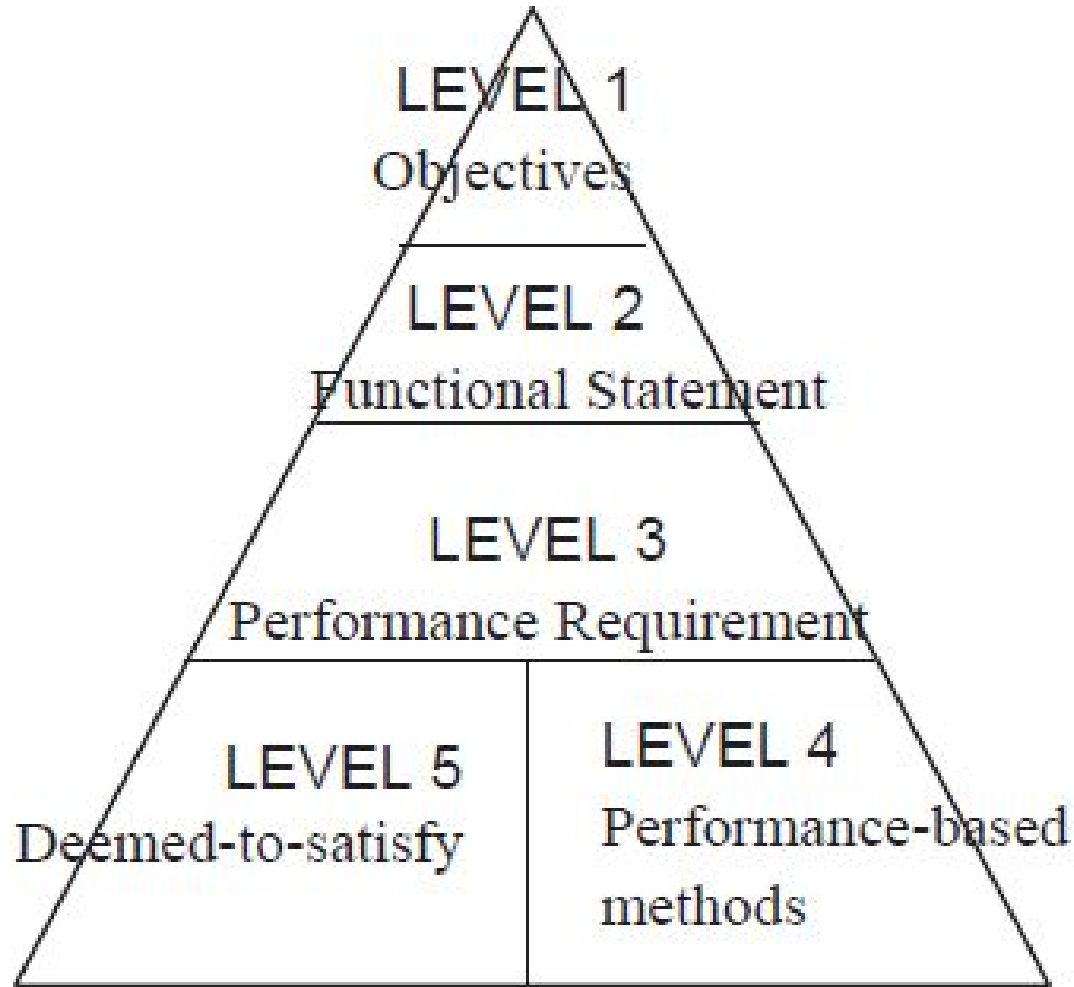 LEVEL 1
Objectives
LEVEL 2
Functional Statement
LEVEL 3
Performance Requirement
LEVEL 5
Deemed-to-satisfy
LEVEL 4
Performance-based
methods